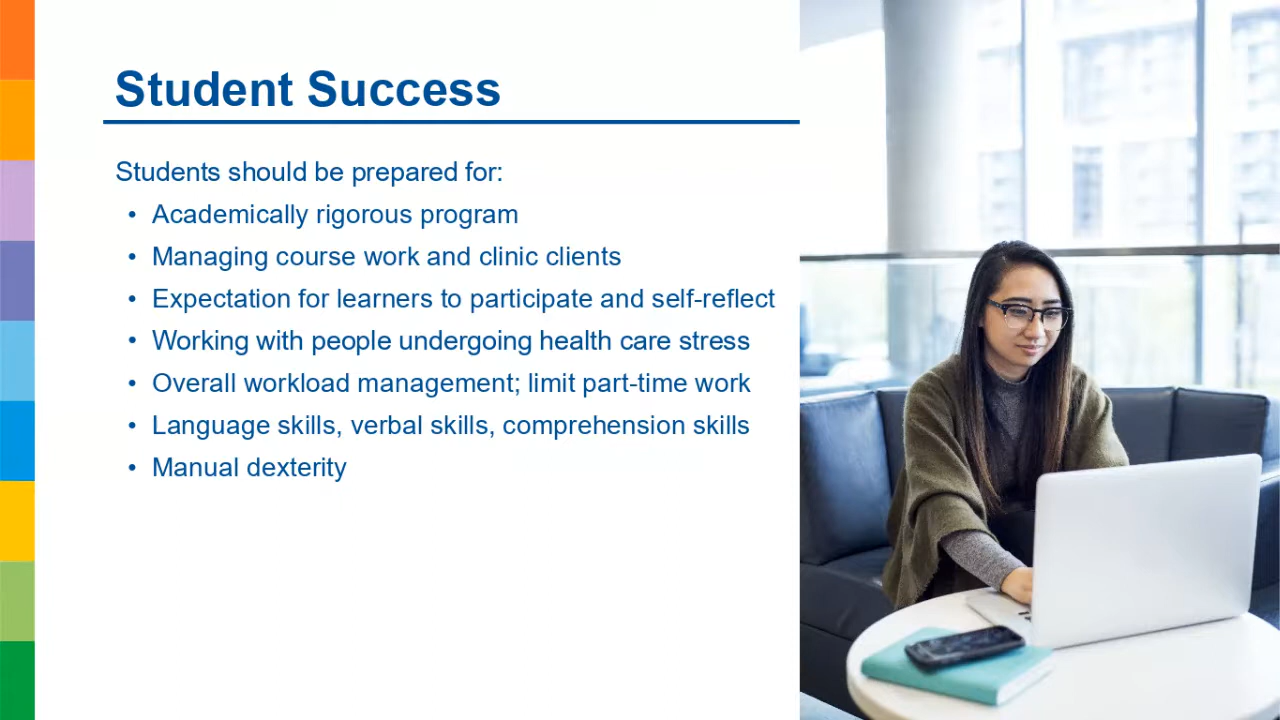 Student Success
Students should be prepared for:
• Academically rigorous program
• Managing course work and clinic clients
• Expectation for learners to participate and self-reflect
• Working with people undergoing health care stress
• Overall workload management; limit part-time work
• Language skills, verbal skills, comprehension skills
• Manual dexterity